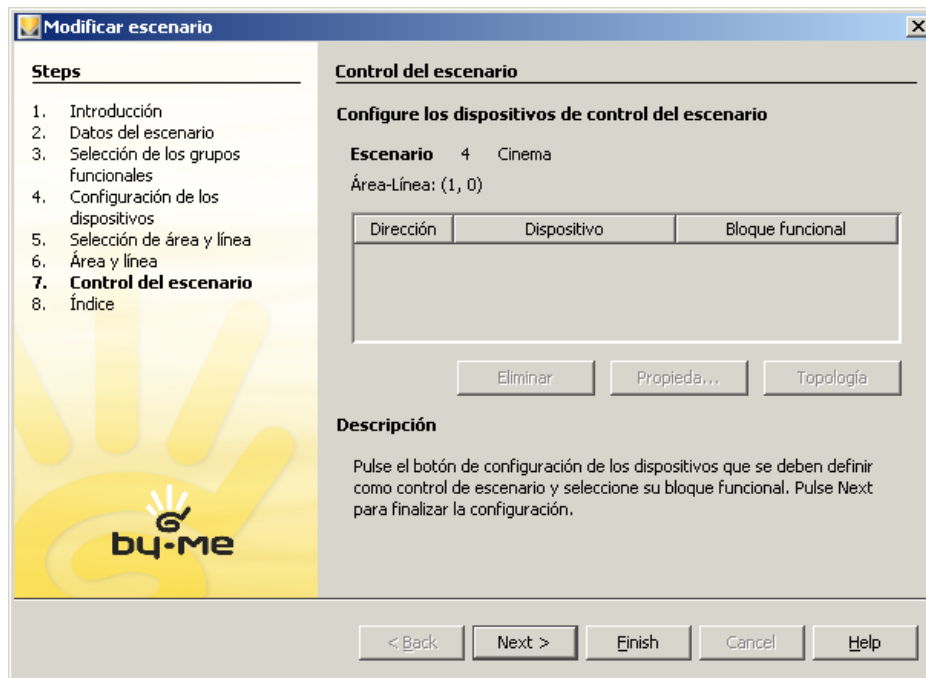 Modificar escenario
Steps
1. Introducción
2. Datos del escenario
3. Selección de los grupos
funcionales
4. Configuración de los
dispositivos
5. Selección de área y línea
6. Área y línea
7. Control del escenario
8. Índice
by-me
Control del escenario
Configure los dispositivos de control del escenario
Escenario 4 Cinema
Área-Línea: (1, 0)
Dirección Dispositivo Bloque funcional
Eliminar Propieda... Topología
Descripción
Pulse el botón de configuración de los dispositivos que se deben definir
como control de escenario y seleccione su bloque funcional. Pulse Next
para finalizar la configuración.
< Back Next > Finish Cancel Help